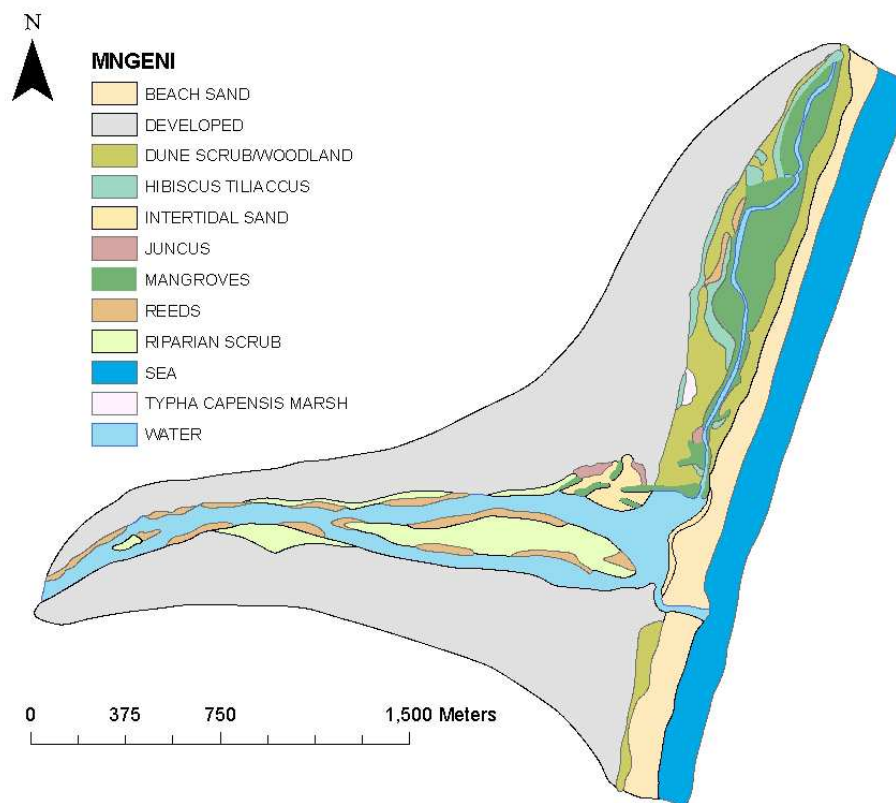 N
MNGENI
BEACH SAND
DEVELOPED
DUNE SCRUB/WOODLAND
HIBISCUS TILIACCUS
INTERTIDAL SAND
JUNCUS
MANGROVES
REEDS
RIPARIAN SCRUB
SEA
TYPHA CAPENSIS MARSH
WATER
0 375 750 1,500 Meters